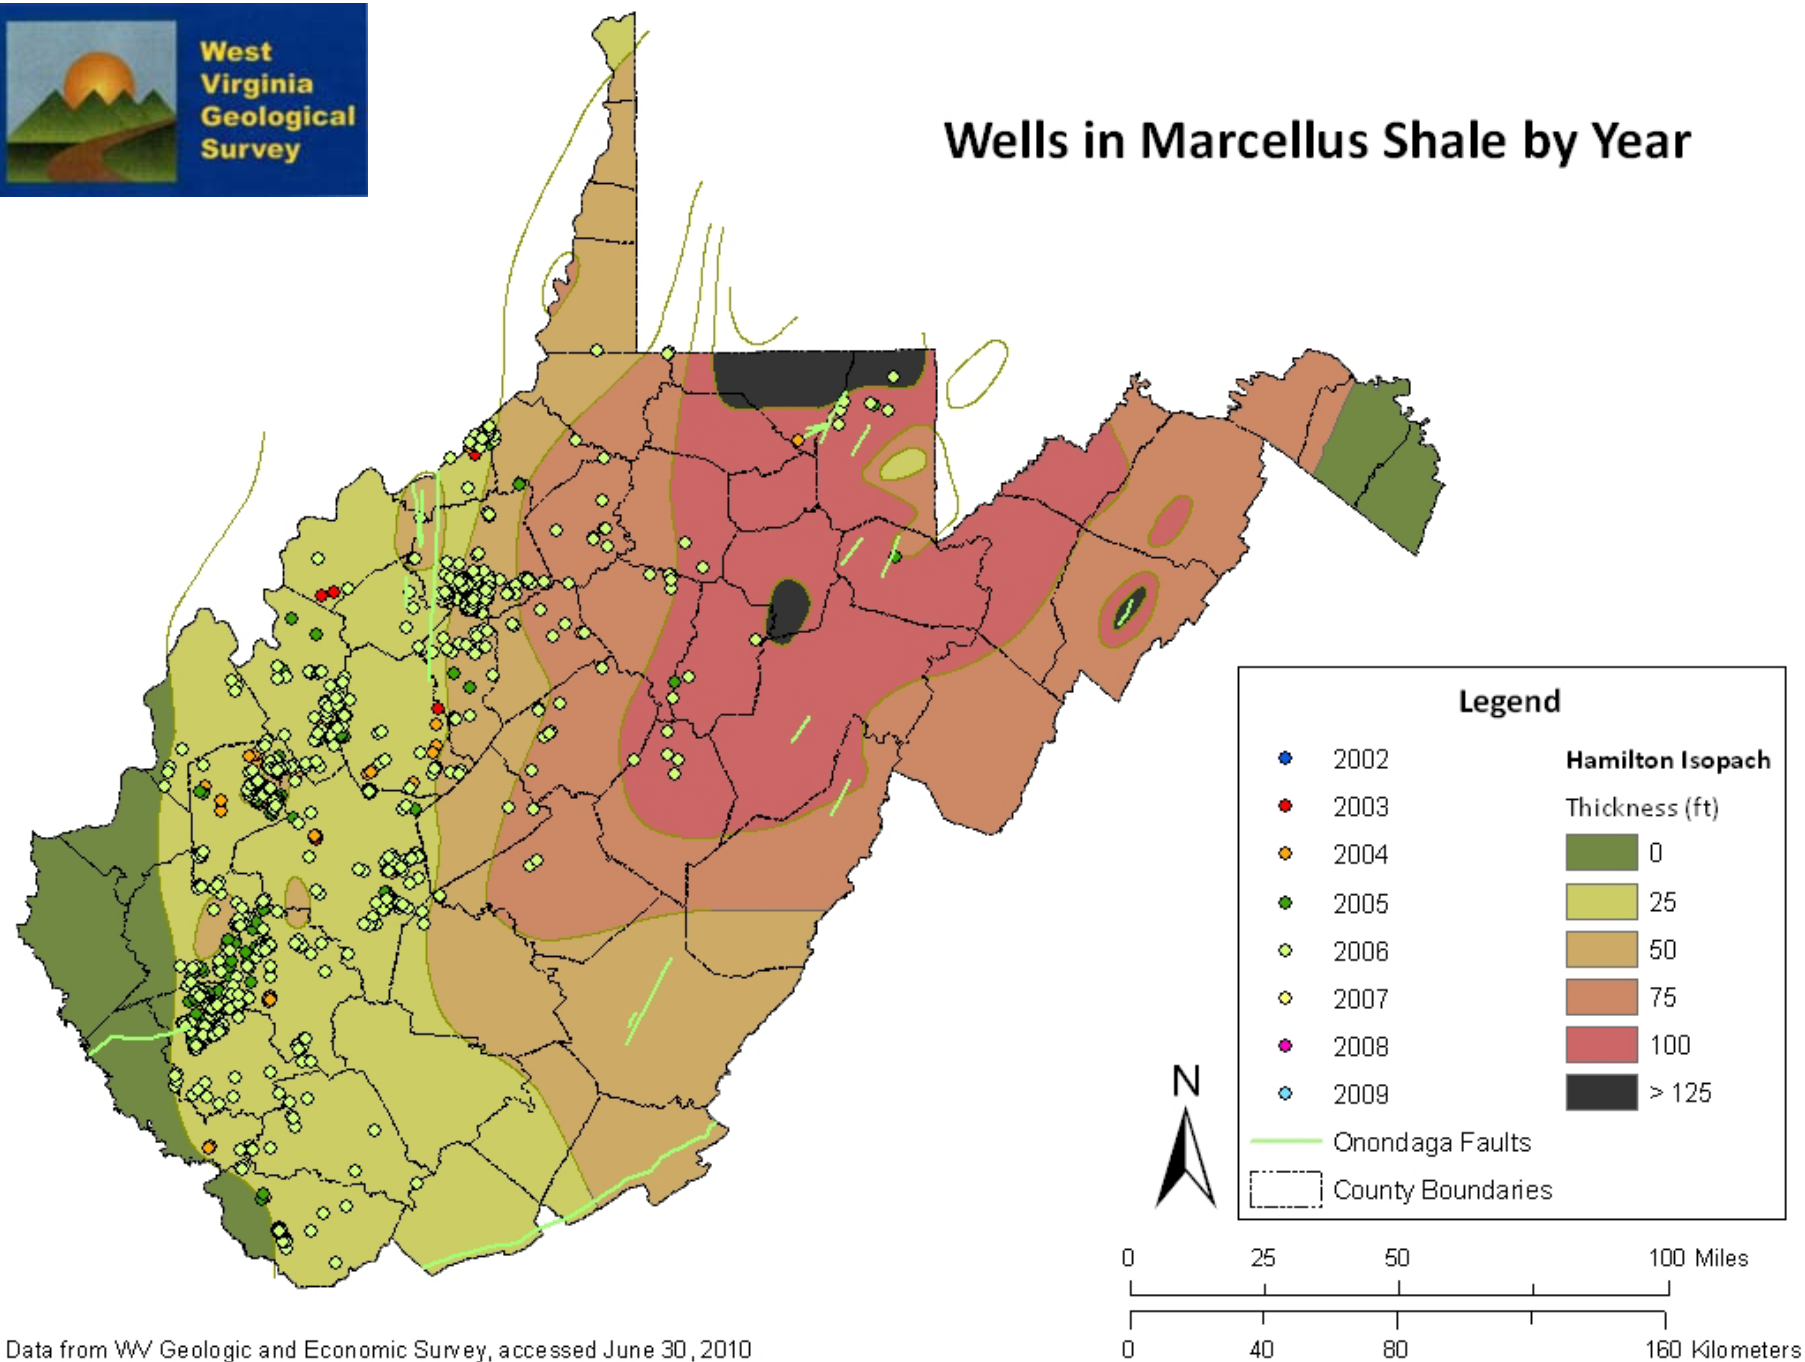 West
Virginia
Geological
Survey
Wells in Marcellus Shale by Year
Legend
2002
2003
2004
2005
2006
2007
2008
2009
Hamilton Isopach
Thickness (ft)
0
25
50
75
100
> 125
Onondaga Faults
County Boundaries
N
0 25 50 100 Miles
0 40 80 160 Kilometers
Data from WV Geologic and Economic Survey, accessed June 30, 2010